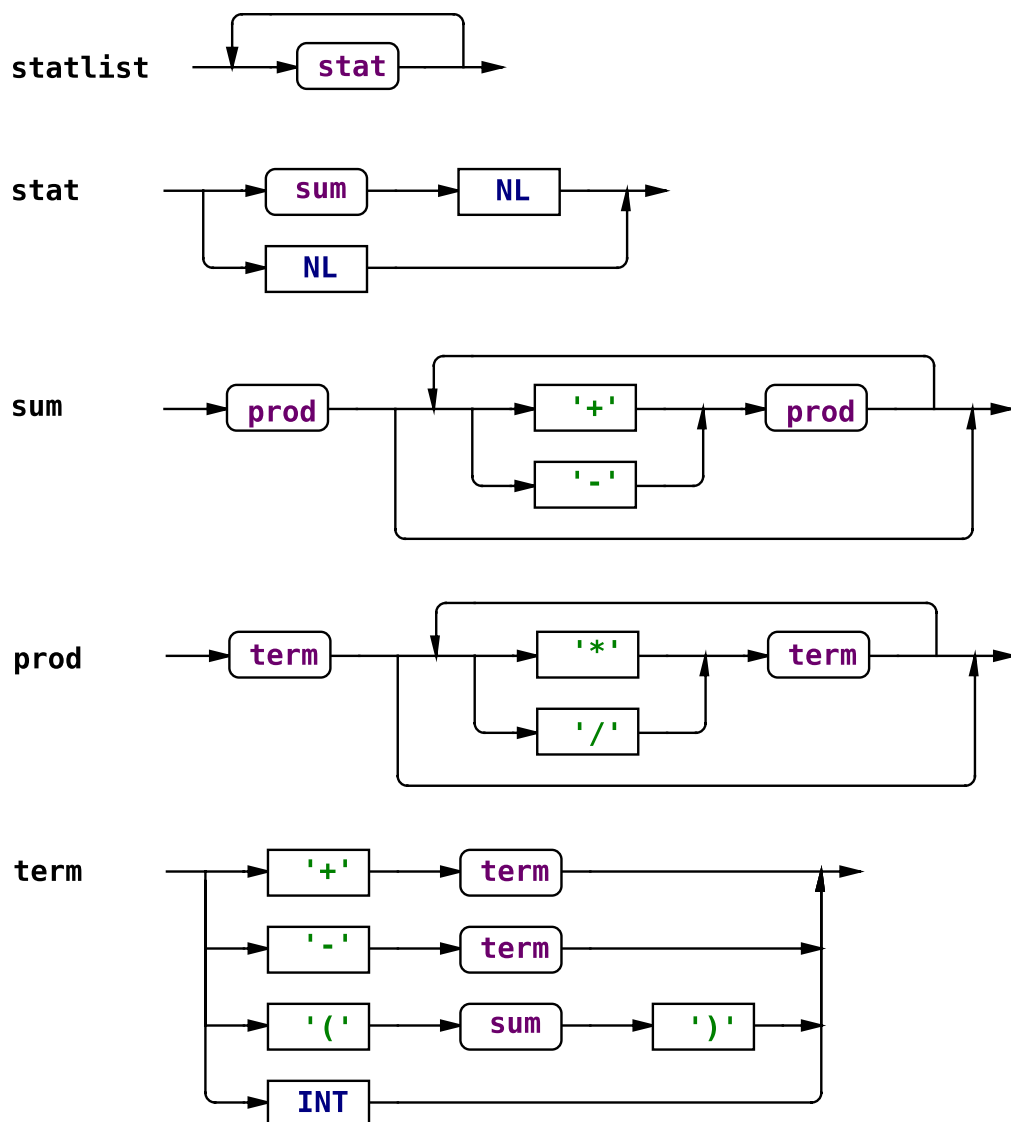 statlist stat
stat sum NL
NL
sum prod '+' prod
'-'
prod term '*' term
'/'
term '+' term
'-' term
'(' sum ')'
INT